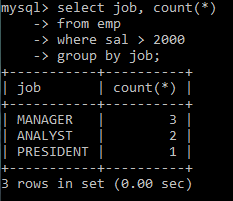 mysql> select job, count(*)
    -> from emp
    -> where sal > 2000
    -> group by job;
+-----------+----------+
| job       | count(*) |
+-----------+----------+
| MANAGER   |        3 |
| ANALYST   |        2 |
| PRESIDENT |        1 |
+-----------+----------+
3 rows in set (0.00 sec)